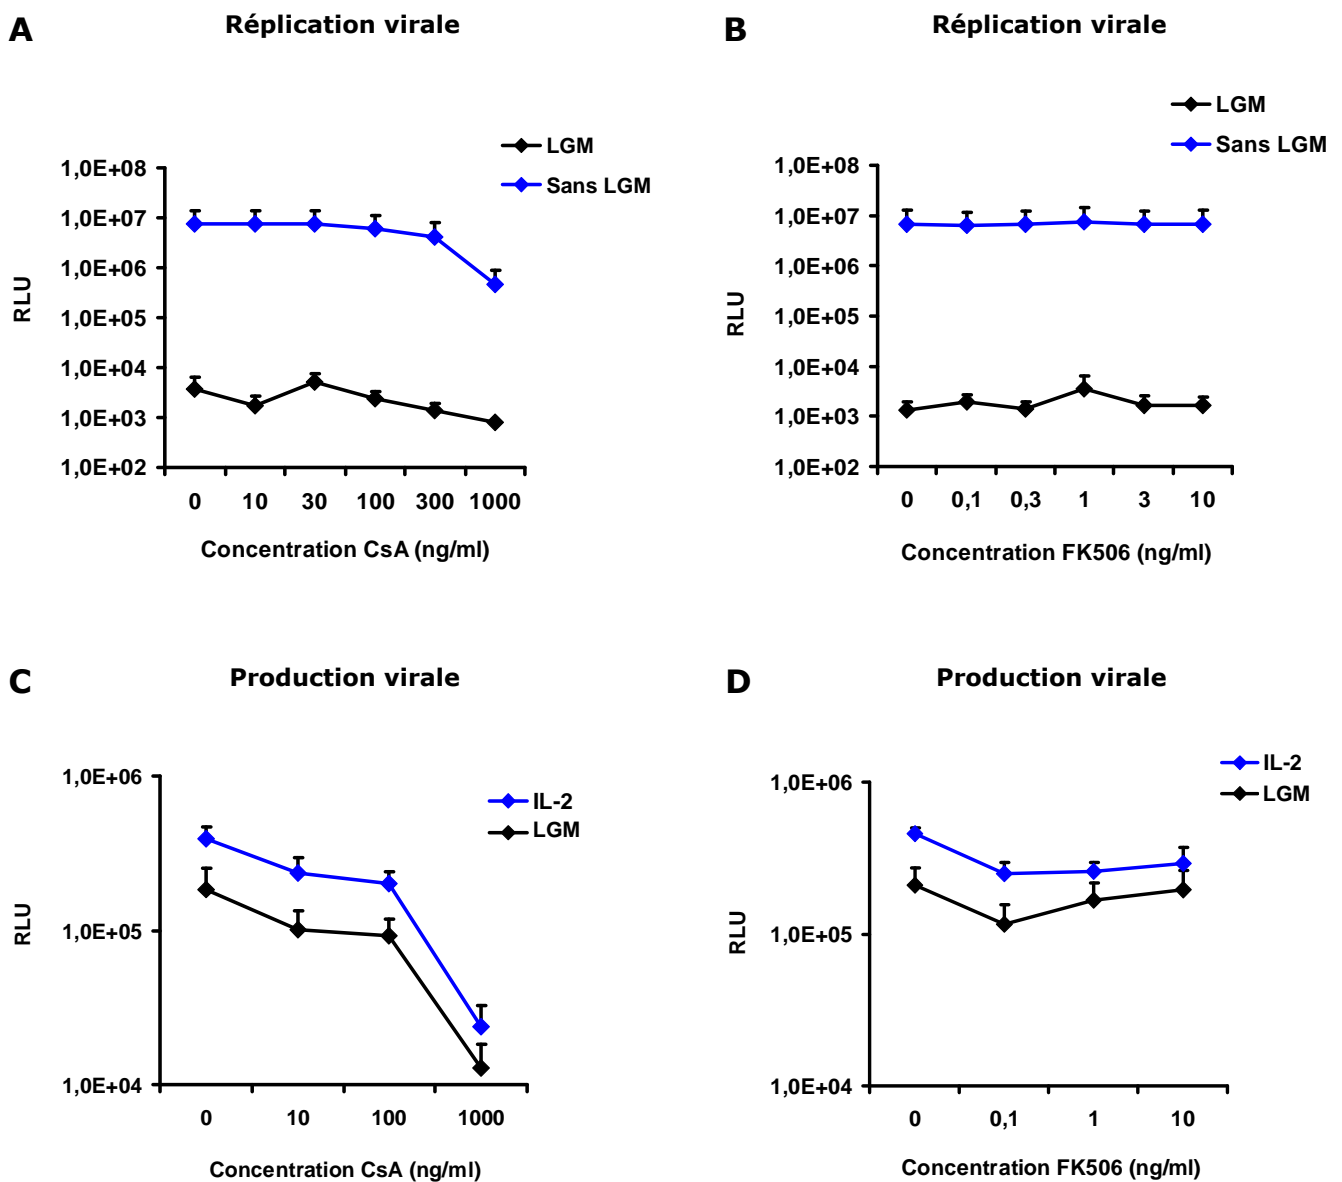 A
Réplication virale
LGM
Sans LGM
1,0E+08
1,0E+07
1,0E+06
1,0E+05
1,0E+04
1,0E+03
1,0E+02
RLU
0 10 30 100 300 1000
Concentration CsA (ng/ml)
B
Réplication virale
LGM
Sans LGM
1,0E+08
1,0E+07
1,0E+06
1,0E+05
1,0E+04
1,0E+03
1,0E+02
RLU
0 0,1 0,3 1 3 10
Concentration FK506 (ng/ml)
C
Production virale
IL-2
LGM
1,0E+06
1,0E+05
1,0E+04
RLU
0 10 100 1000
Concentration CsA (ng/ml)
D
Production virale
IL-2
LGM
1,0E+06
1,0E+05
1,0E+04
RLU
0 0,1 1 10
Concentration FK506 (ng/ml)